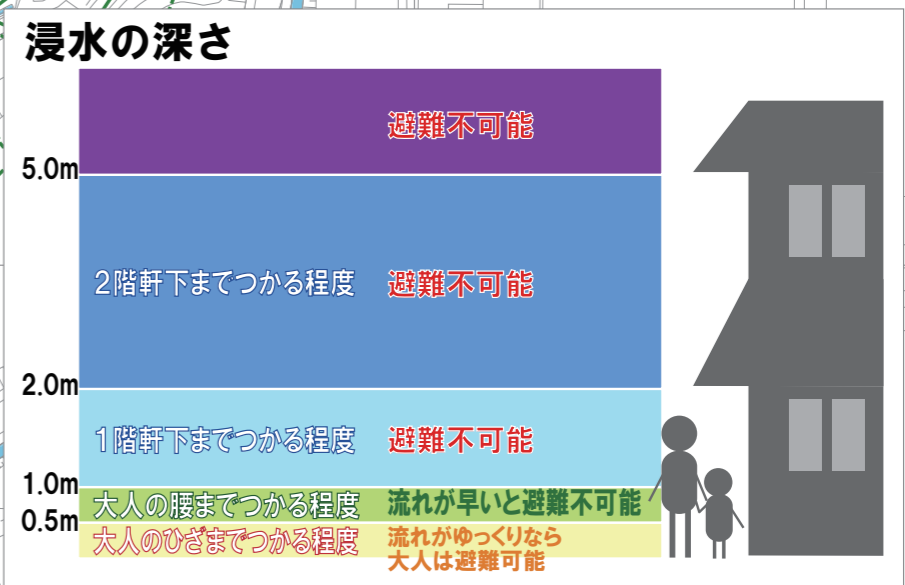 浸水の深さ
避難不可能
5.0m
2階軒下までつかる程度 避難不可能
2.0m
1階軒下までつかる程度 避難不可能
1.0m
大人の腰までつかる程度 流れが早いと避難不可能
0.5m
大人のひざまでつかる程度 流れがゆっくりなら
大人は避難可能